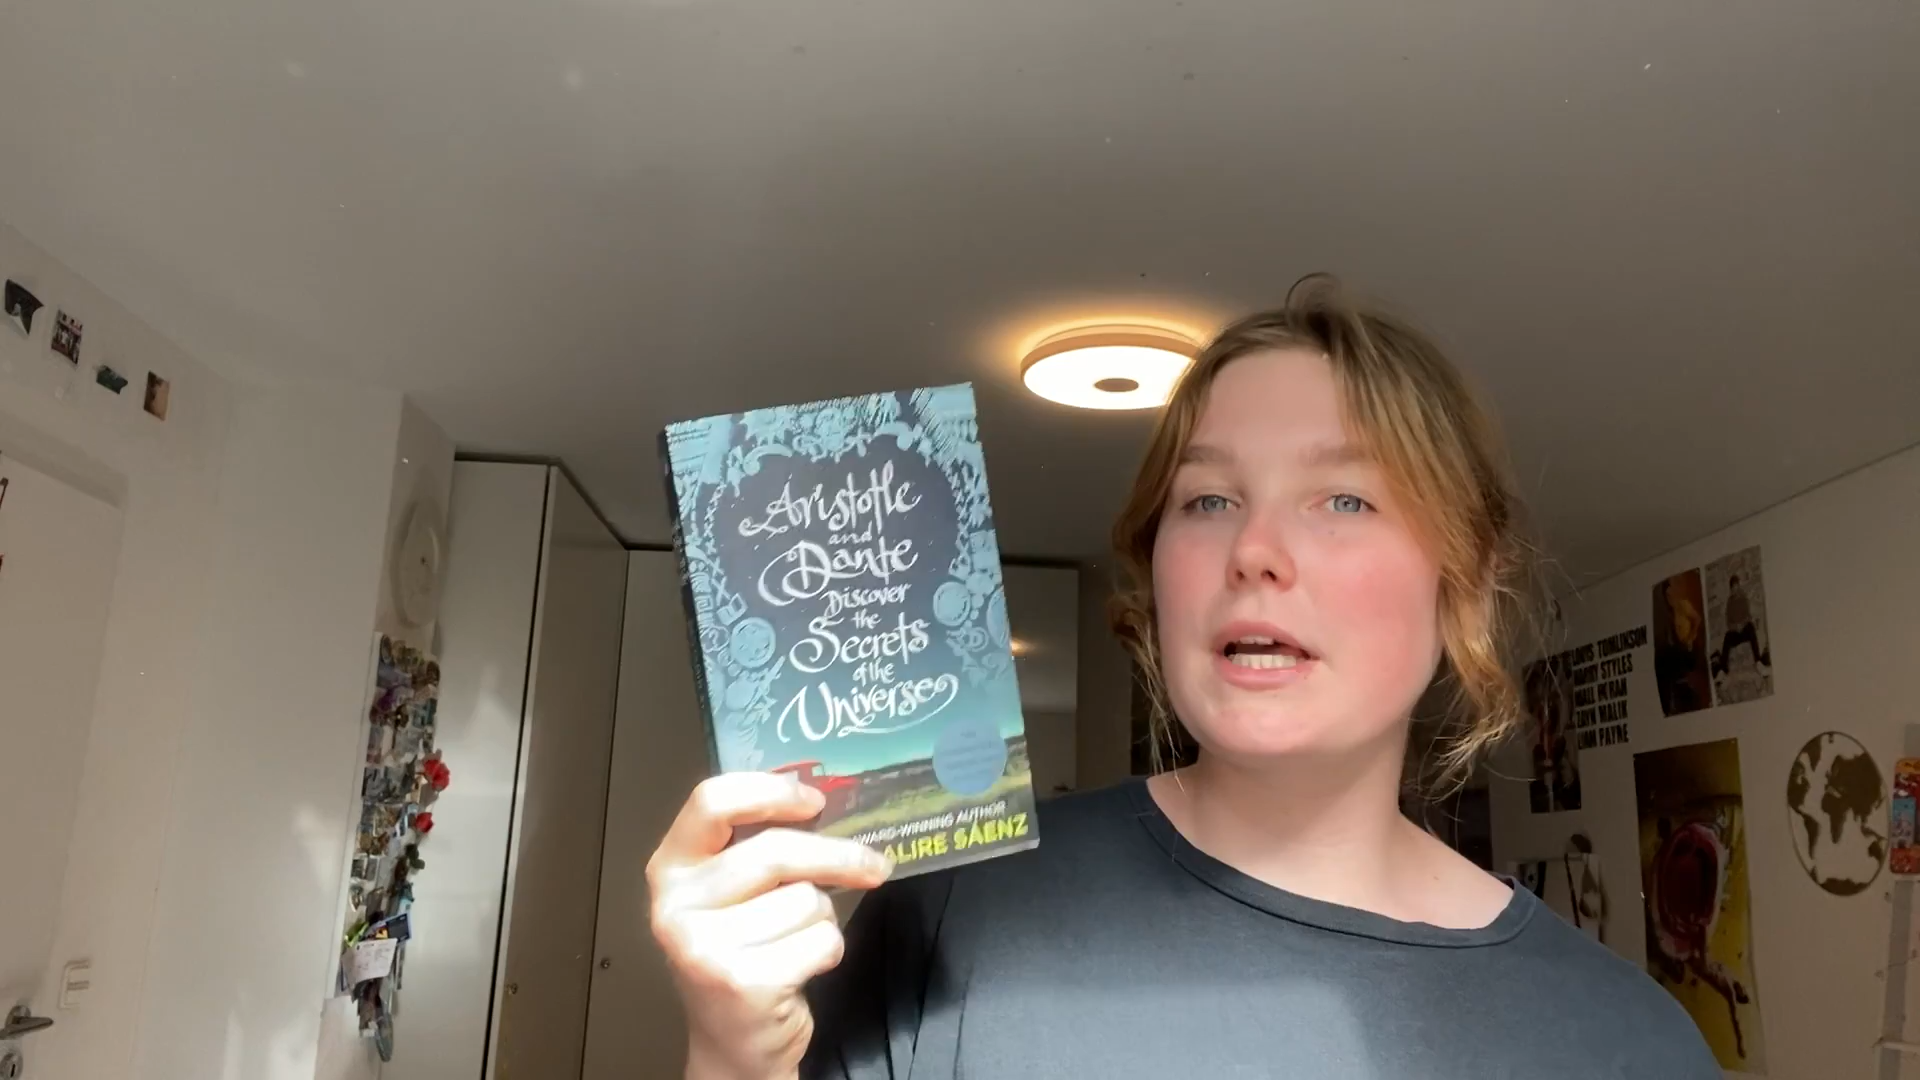 Aristotle
and
Dante
Discover
the
Secrets
of the
Universe
AWARD-WINNING AUTHOR
ALIRE SÁENZ
LOUIS TOMLINSON
HARRY STYLES
NIALL HORAN
ZAYN MALIK
LIAM PAYNE